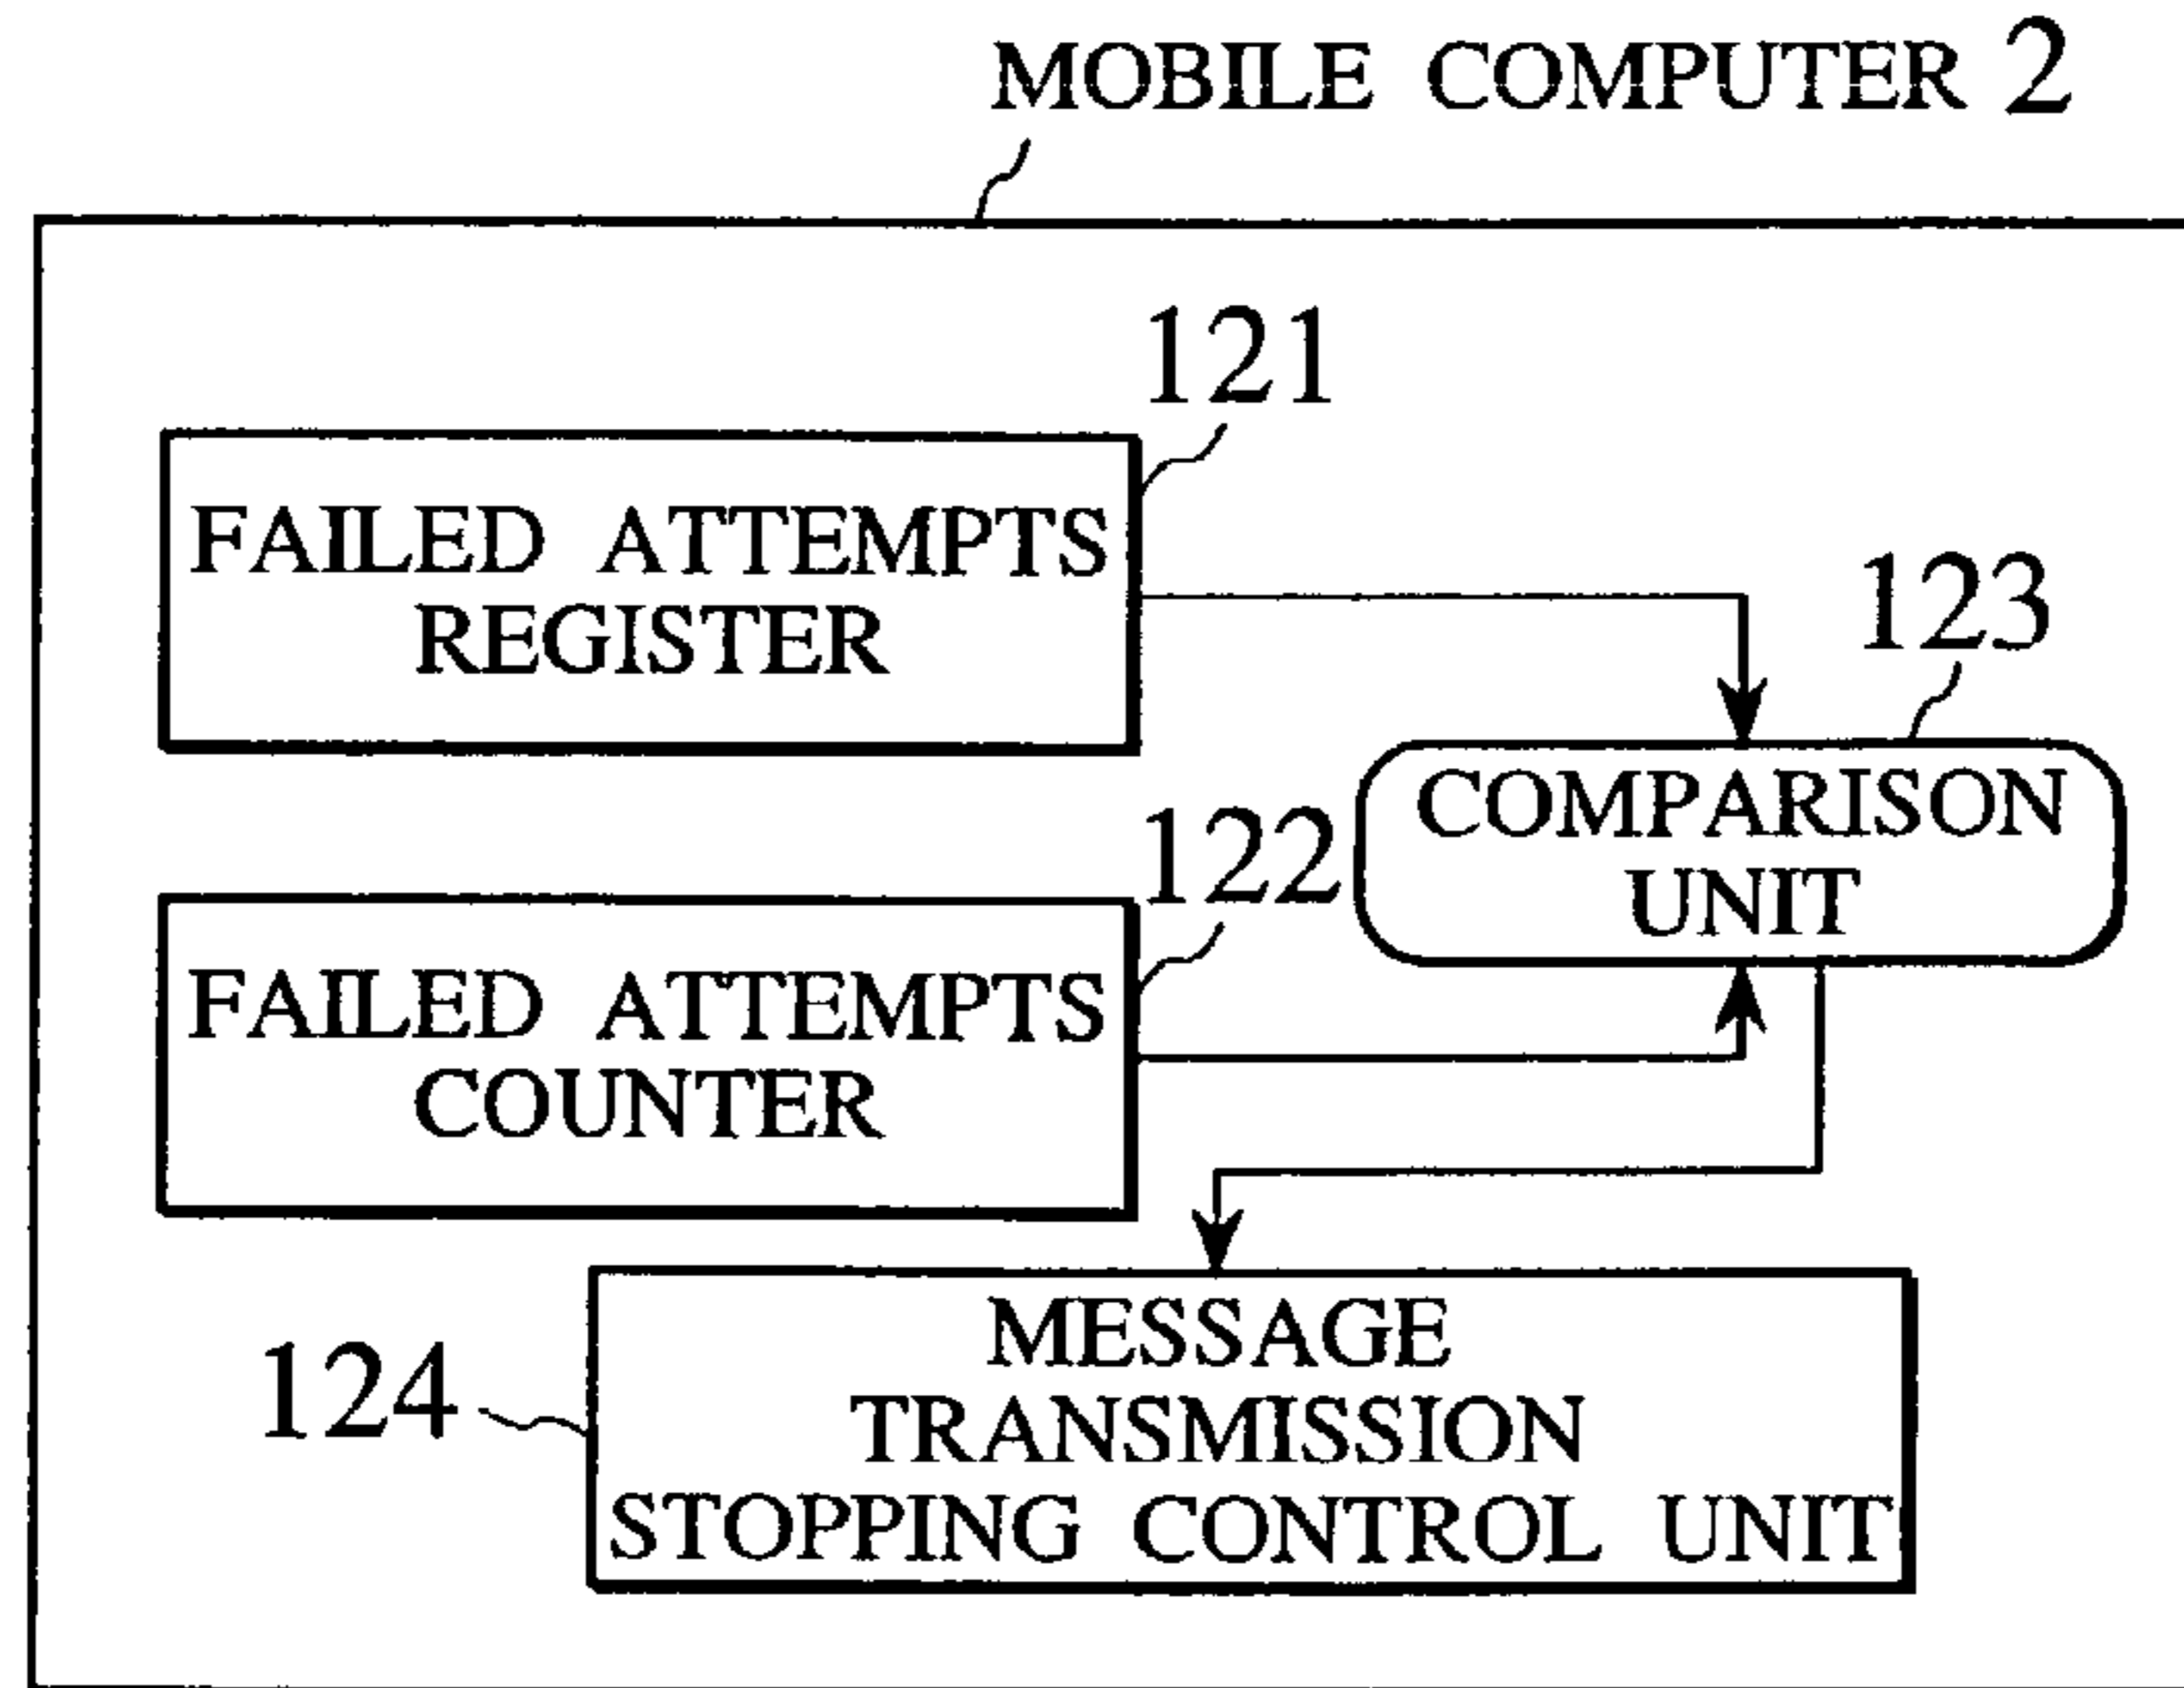 MOBILE COMPUTER 2
121
FAILED ATTEMPTS
REGISTER
123
COMPARISON
UNIT
122
FAILED ATTEMPTS
COUNTER
124
MESSAGE
TRANSMISSION
STOPPING CONTROL UNIT